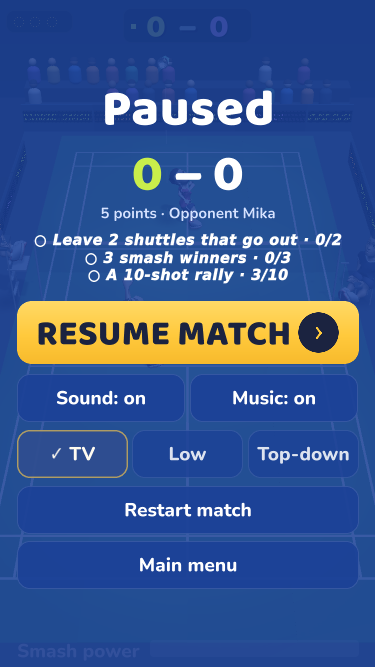 · 0 – 0
Paused
0 – 0
5 points · Opponent Mika
○ Leave 2 shuttles that go out · 0/2
○ 3 smash winners · 0/3
○ A 10-shot rally · 3/10
RESUME MATCH ›
Sound: on
Music: on
✓ TV
Low
Top-down
Restart match
Main menu
Smash power